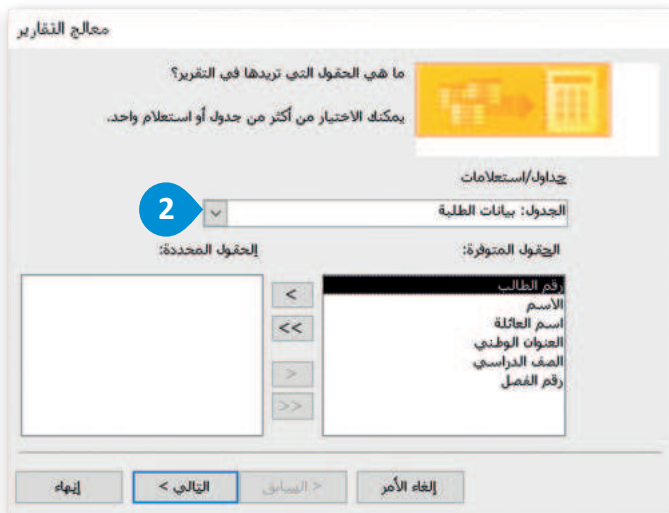 معالج التقارير
ما هي الحقول التي تريدها في التقرير؟
يمكنك الاختيار من أكثر من جدول أو استعلام واحد.
جداول/استعلامات
الجدول: بيانات الطلبة
2
الحقول المتوفرة:
الحقول المحددة:
رقم الطالب
الاسم
اسم العائلة
العنوان الوطني
الصف الدراسي
رقم الفصل
>
>>
<
<<
إلغاء الأمر
< السابق
التالي >
إنهاء